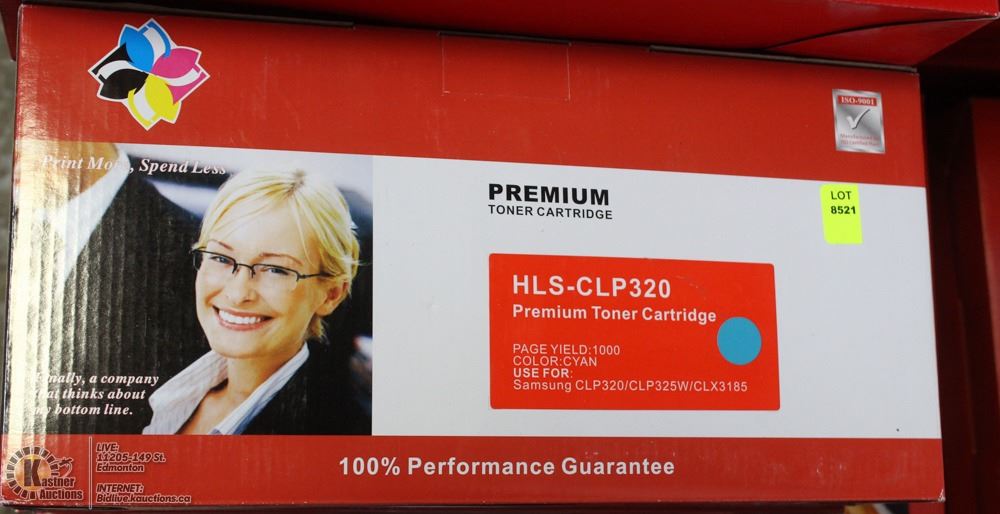 ISO-9001
Print More, Spend Less
PREMIUM
TONER CARTRIDGE
LOT
8521
HLS-CLP320
Premium Toner Cartridge
PAGE YIELD:1000
COLOR:CYAN
USE FOR:
Samsung CLP320/CLP325W/CLX3185
Finally, a company
that thinks about
my bottom line.
100% Performance Guarantee
Kastner
Auctions
LIVE:
11205-149 St.
Edmonton
INTERNET:
Bidlive.kauctions.ca